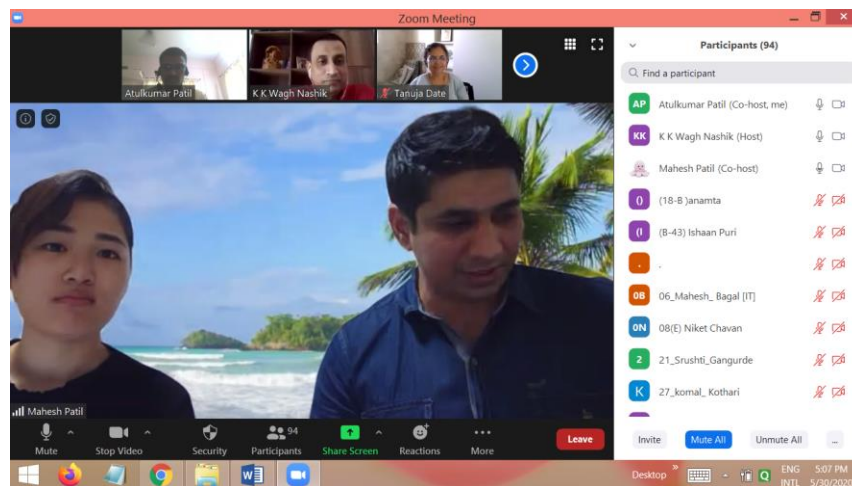 Zoom Meeting
Atulkumar Patil
K K Wagh Nashik
Tanuja Date
Mahesh Patil
Mute
Stop Video
Security
94
Participants
Share Screen
Reactions
More
Leave
Participants (94)
Find a participant
AP Atulkumar Patil (Co-host, me)
KK K K Wagh Nashik (Host)
Mahesh Patil (Co-host)
() (18-B )anamta
(I (B-43) Ishaan Puri
. .
0B 06_Mahesh_ Bagal [IT]
0N 08(E) Niket Chavan
2 21_Srushti_Gangurde
K 27_komal_ Kothari
Invite
Mute All
Unmute All
...
Desktop
ENG
INTL
5:07 PM
5/30/2020